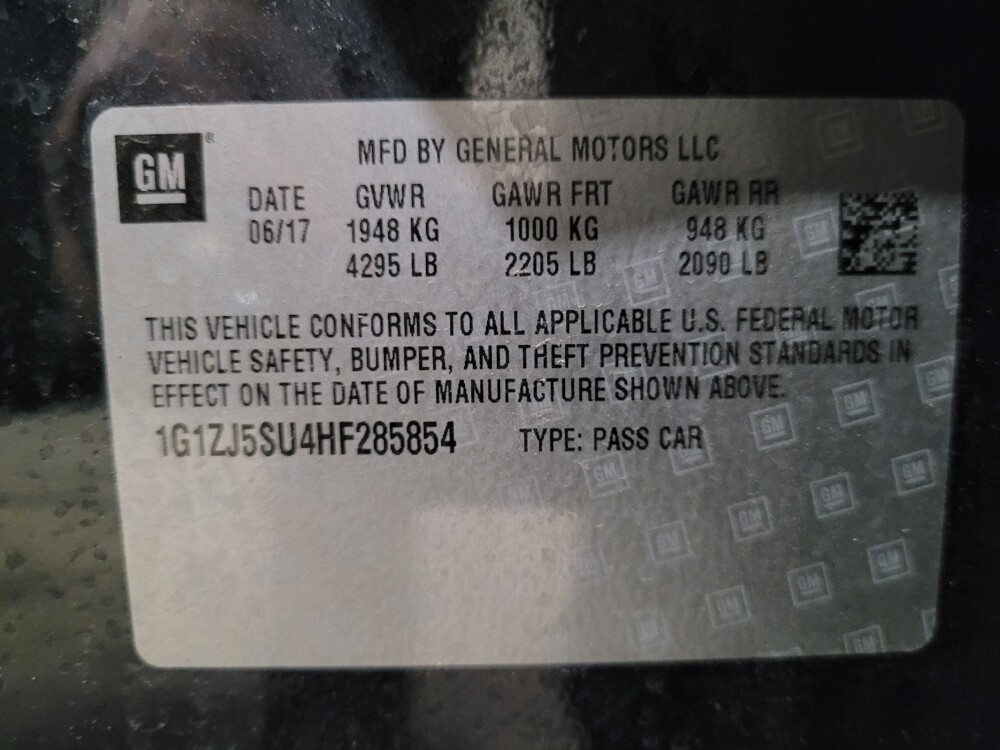 GM ®
MFD BY GENERAL MOTORS LLC
DATE GVWR GAWR FRT GAWR RR
06/17 1948 KG 1000 KG 948 KG
4295 LB 2205 LB 2090 LB
THIS VEHICLE CONFORMS TO ALL APPLICABLE U.S. FEDERAL MOTOR
VEHICLE SAFETY, BUMPER, AND THEFT PREVENTION STANDARDS IN
EFFECT ON THE DATE OF MANUFACTURE SHOWN ABOVE.
1G1ZJ5SU4HF285854 TYPE: PASS CAR